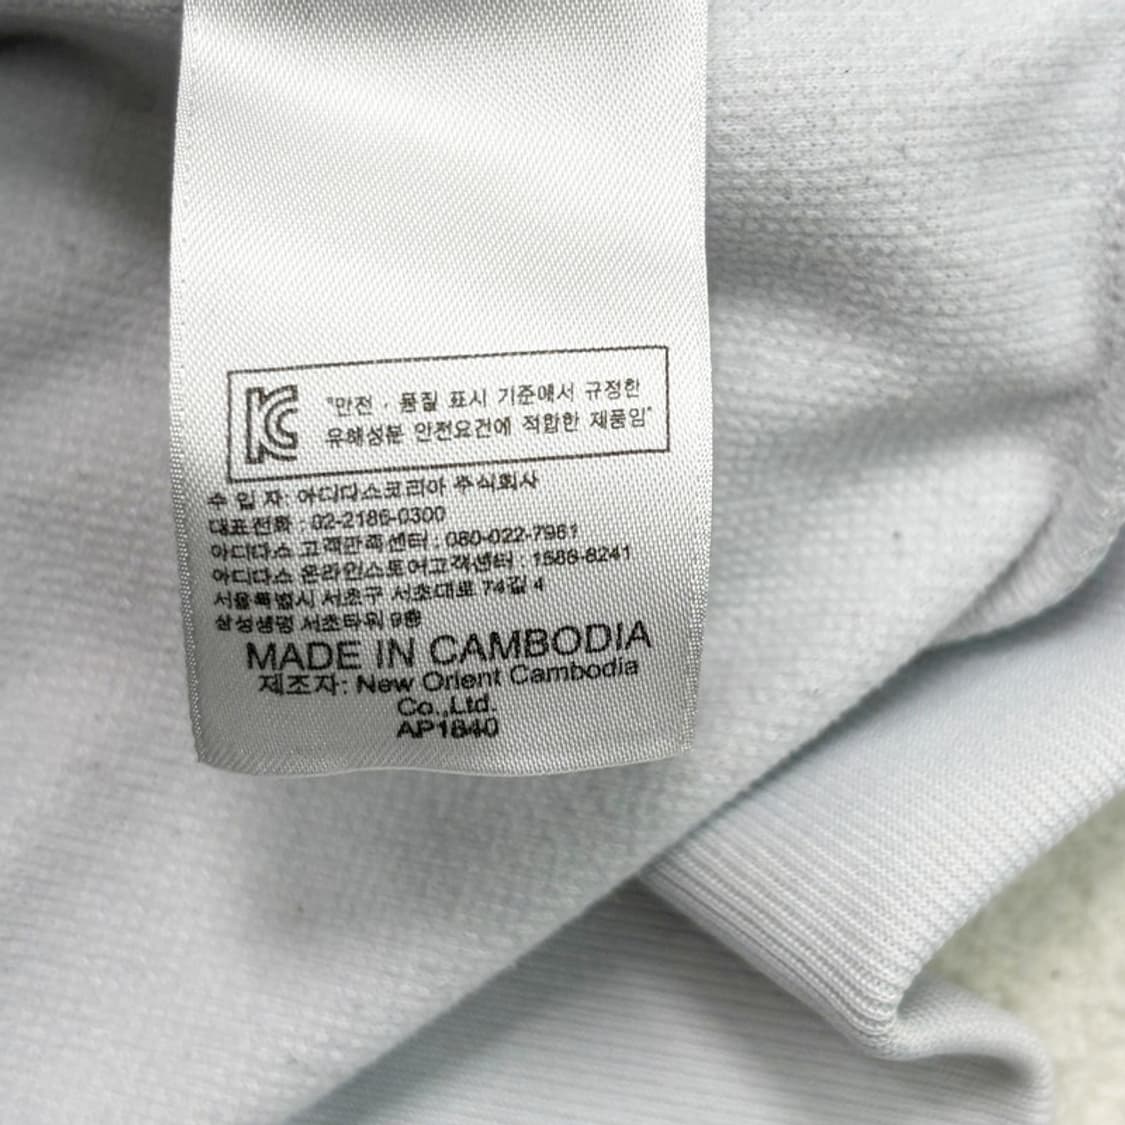 "안전 · 품질 표시 기준에서 규정한
유해성분 안전요건에 적합한 제품임"
수 입 자: 아디다스코리아 주식회사
대표전화 : 02-2186-0300
아디다스 고객만족센터 : 080-022-7961
아디다스 온라인스토어고객센터 : 1588-8241
서울특별시 서초구 서초대로 74길 4
삼성생명 서초타워 9층
MADE IN CAMBODIA
제조자: New Orient Cambodia
Co.,Ltd.
AP1840